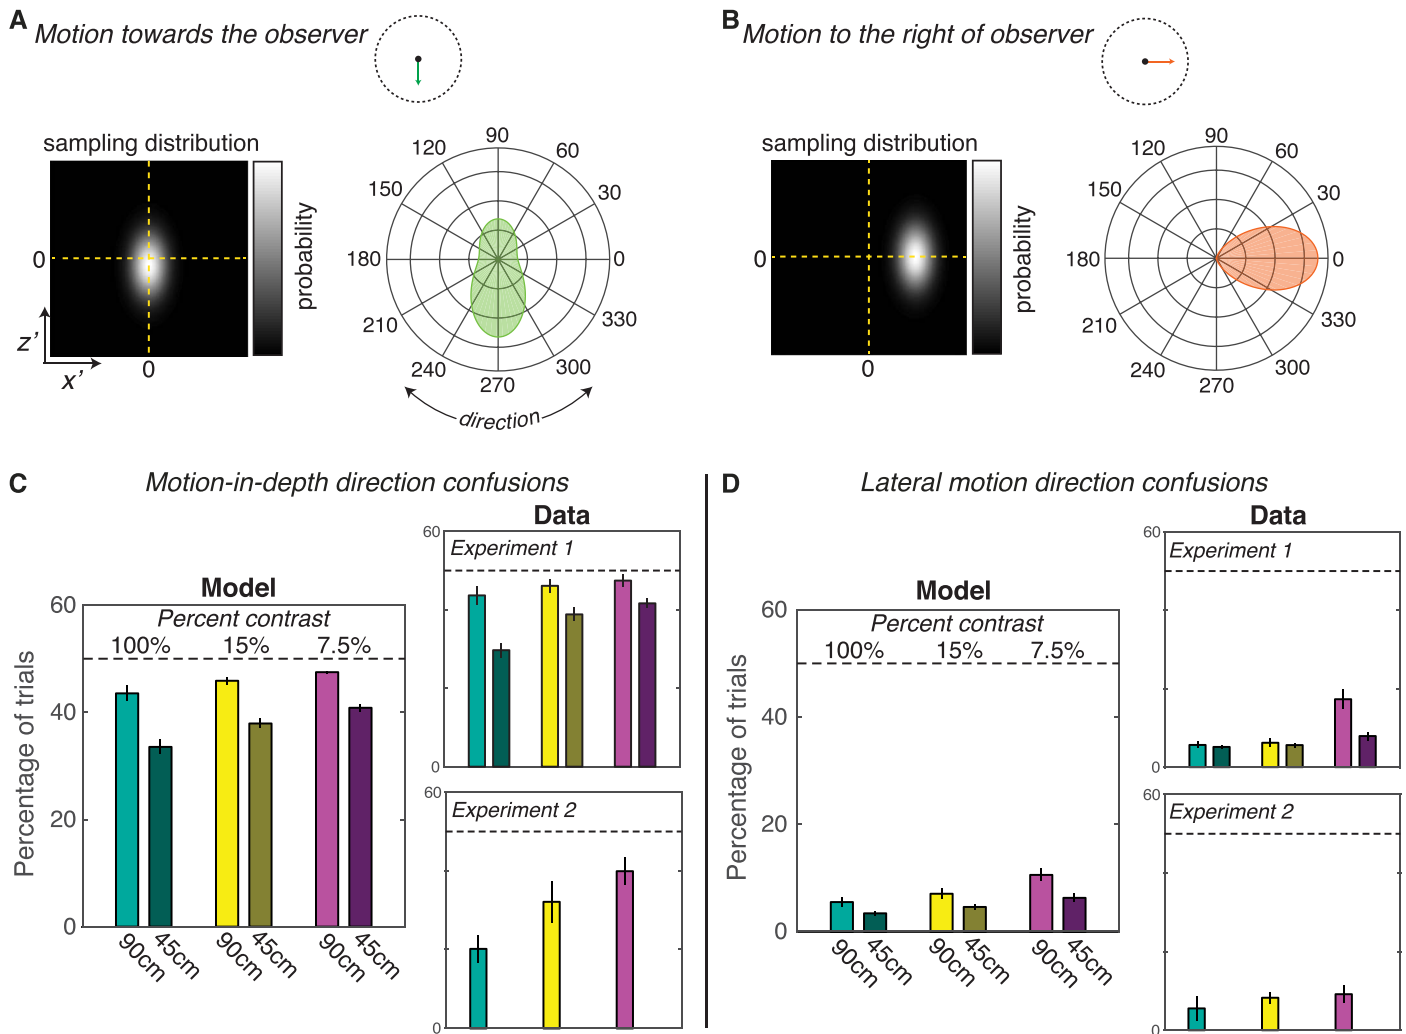 A
Motion towards the observer
sampling distribution
0
0
z'
x'
probability
90
60
30
0
330
300
270
240
210
180
150
120
direction
B
Motion to the right of observer
sampling distribution
0
0
probability
90
60
30
0
330
300
270
240
210
180
150
120
C
Motion-in-depth direction confusions
Model
Percent contrast
100% 15% 7.5%
Percentage of trials
60
40
20
0
90cm 45cm 90cm 45cm 90cm 45cm
Data
60
Experiment 1
0
60
Experiment 2
0
D
Lateral motion direction confusions
Model
Percent contrast
100% 15% 7.5%
Percentage of trials
60
40
20
0
90cm 45cm 90cm 45cm 90cm 45cm
Data
60
Experiment 1
0
60
Experiment 2
0